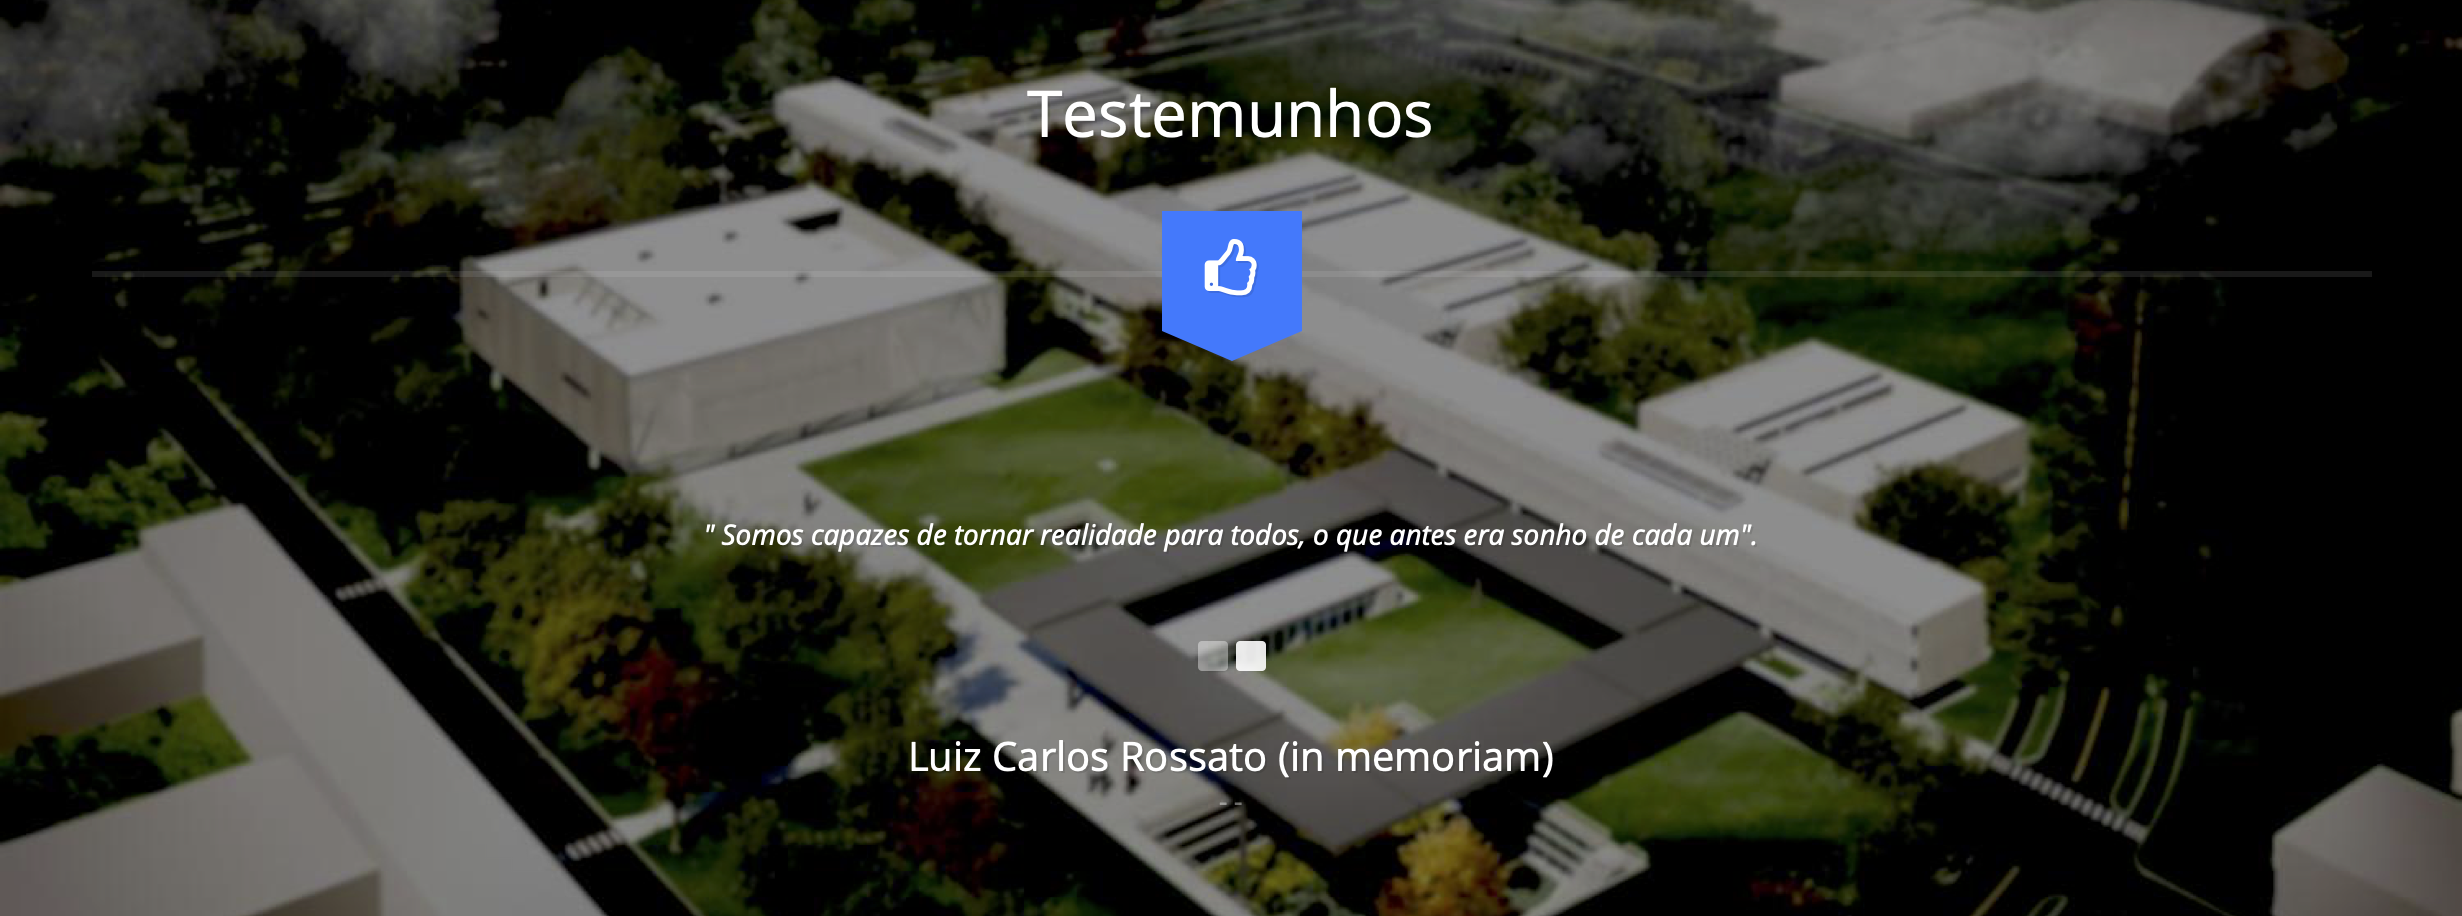 Testemunhos
" Somos capazes de tornar realidade para todos, o que antes era sonho de cada um".
Luiz Carlos Rossato (in memoriam)
--